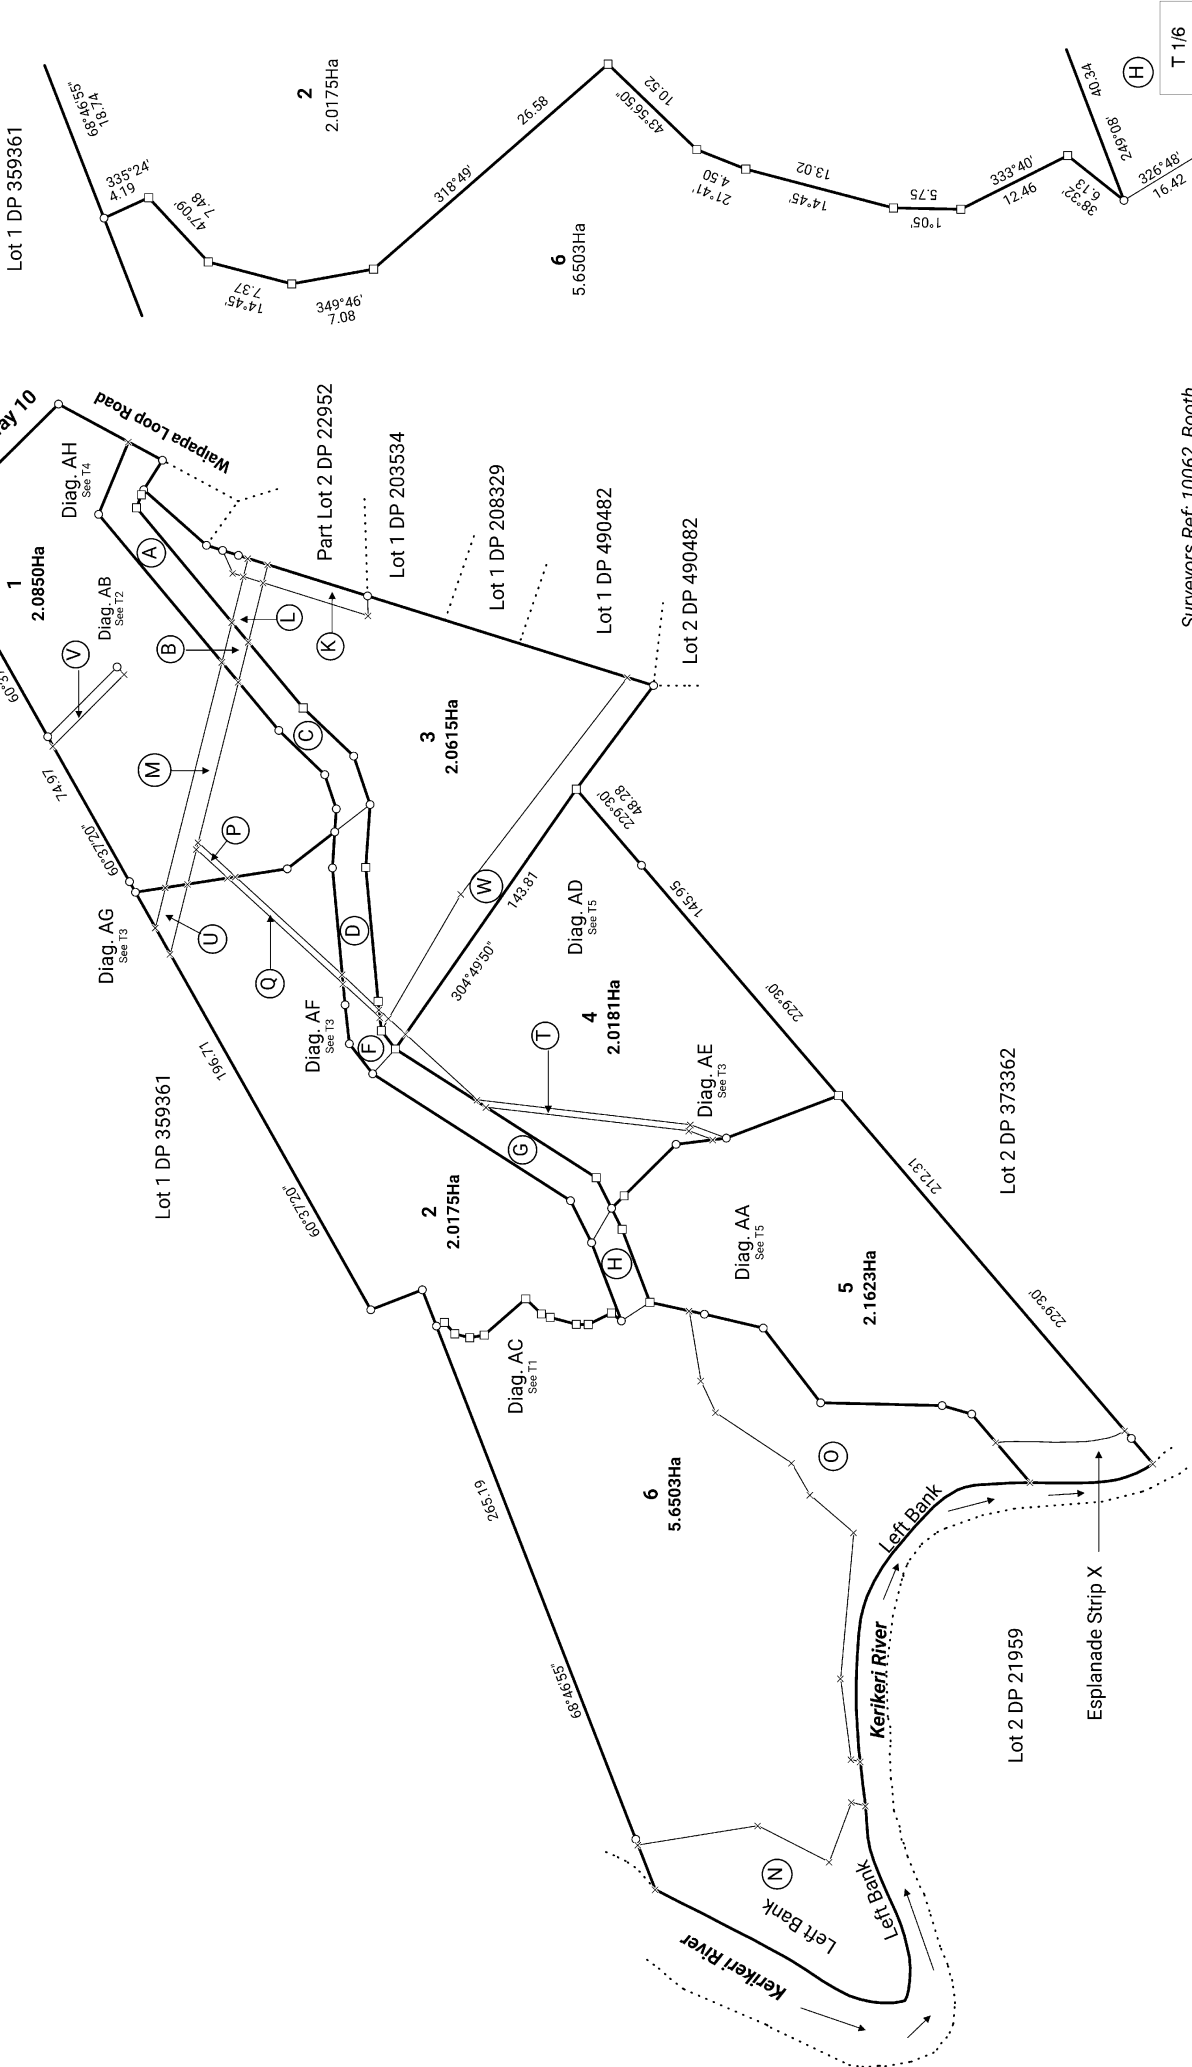 Lot 1 DP 359361
68°46'55"
18.74
335°24'
4.19
47°09'
7.48
14°45'
7.37
349°46'
7.08
318°49'
26.58
2
2.0175Ha
6
5.6503Ha
43°56'50"
10.52
21°41'
4.50
14°45'
13.02
1°05'
5.75
333°40'
12.46
38°32'
6.13
249°08'
40.34
326°48'
16.42
H
T 1/6
ay 10
Waipapa Loop Road
Diag. AH
See T4
1
2.0850Ha
Diag. AB
See T2
V
A
B
L
K
M
C
P
U
Q
D
F
W
T
G
H
O
N
Part Lot 2 DP 22952
Lot 1 DP 203534
Lot 1 DP 208329
Lot 1 DP 490482
Lot 2 DP 490482
3
2.0615Ha
74.97
60°37'20"
Diag. AG
See T3
196.71
60°37'20"
Lot 1 DP 359361
Diag. AF
See T3
304°49'50"
143.81
Diag. AD
See T5
4
2.0181Ha
229°30'
48.28
145.95
229°30'
Diag. AE
See T3
2
2.0175Ha
Diag. AA
See T5
212.31
229°30'
Lot 2 DP 373362
5
2.1623Ha
Diag. AC
See T1
6
5.6503Ha
265.19
68°46'55"
Left Bank
Kerikeri River
Esplanade Strip X
Lot 2 DP 21959
Left Bank
Left Bank
Kerikeri River
Surveyors Ref: 10062 Booth